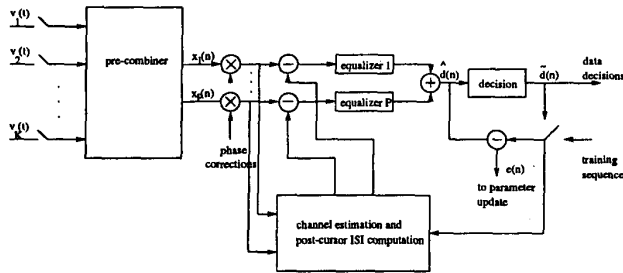 v1(t)
v2(t)
vK(t)
pre-combiner
x1(n)
xP(n)
phase
corrections
equalizer 1
equalizer P
^
d(n)
decision
~
d(n)
data
decisions
training
sequence
e(n)
to parameter
update
channel estimation and
post-cursor ISI computation